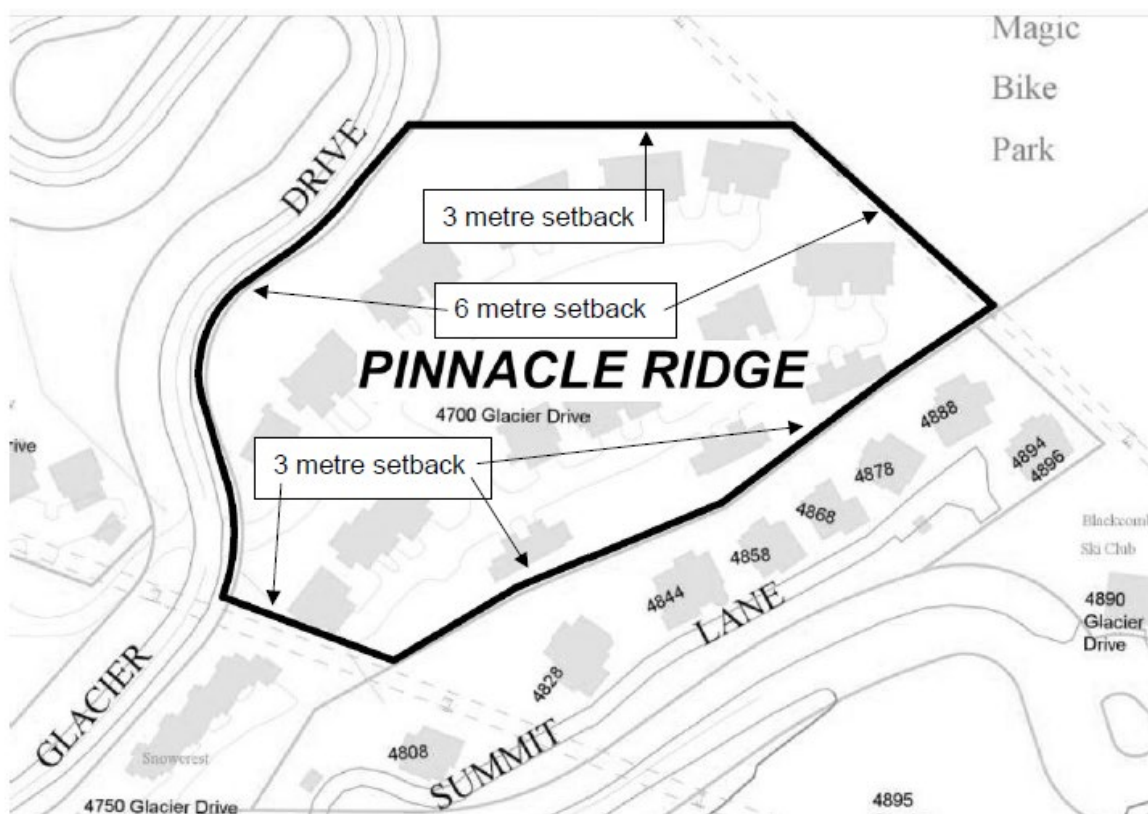 Magic
Bike
Park
DRIVE
3 metre setback
6 metre setback
PINNACLE RIDGE
4700 Glacier Drive
3 metre setback
4888
4894
4896
4878
4868
4858
4844
4828
4808
SUMMIT LANE
GLACIER
Snowcrest
4750 Glacier Drive
Blackcomb
Ski Club
4890
Glacier
Drive
4895